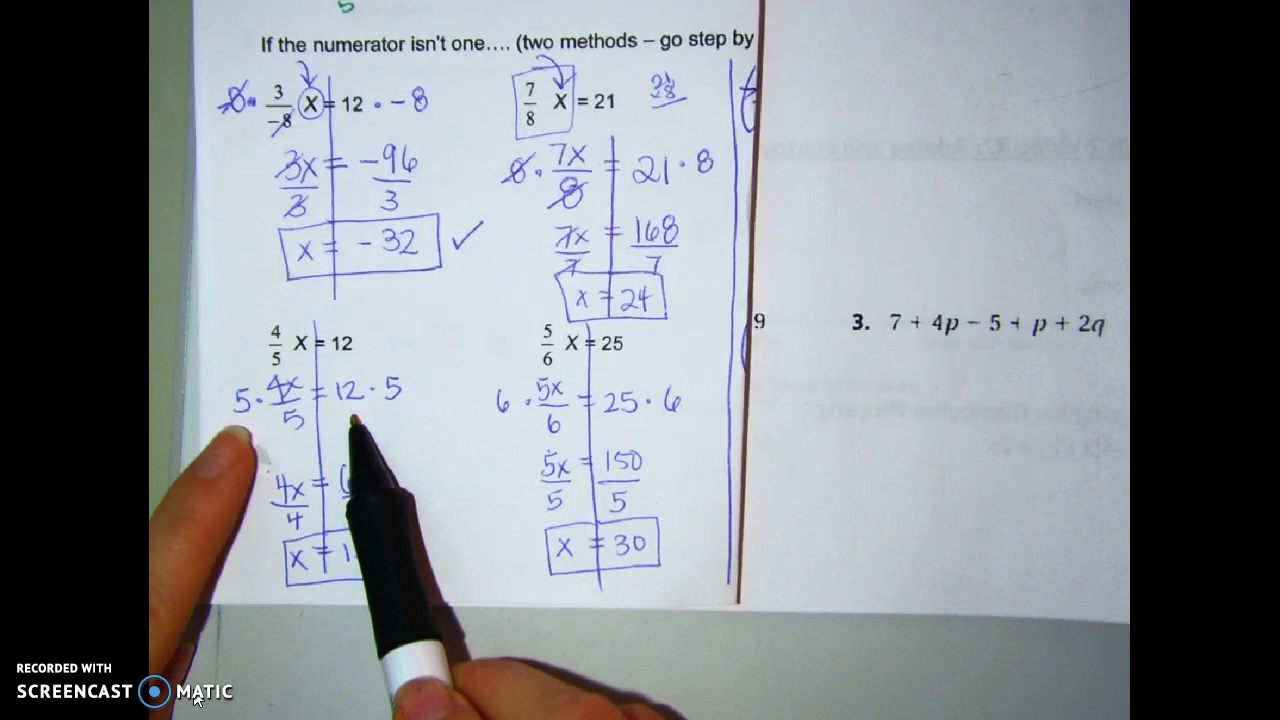 5
If the numerator isn't one.... (two methods – go step by
8 · 3/-8 X = 12 · -8
3x/3 = -96/3
x = -32 ✓
7/8 X = 21
8 · 7x/8 = 21 · 8
7x/7 = 168/7
x = 24
4/5 X = 12
5 · 4x/5 = 12 · 5
4x/4 =
x = 1
5/6 X = 25
6 · 5x/6 = 25 · 6
5x/5 = 150/5
x = 30
9
3. 7 + 4p − 5 + p + 2q
RECORDED WITH
SCREENCAST MATIC